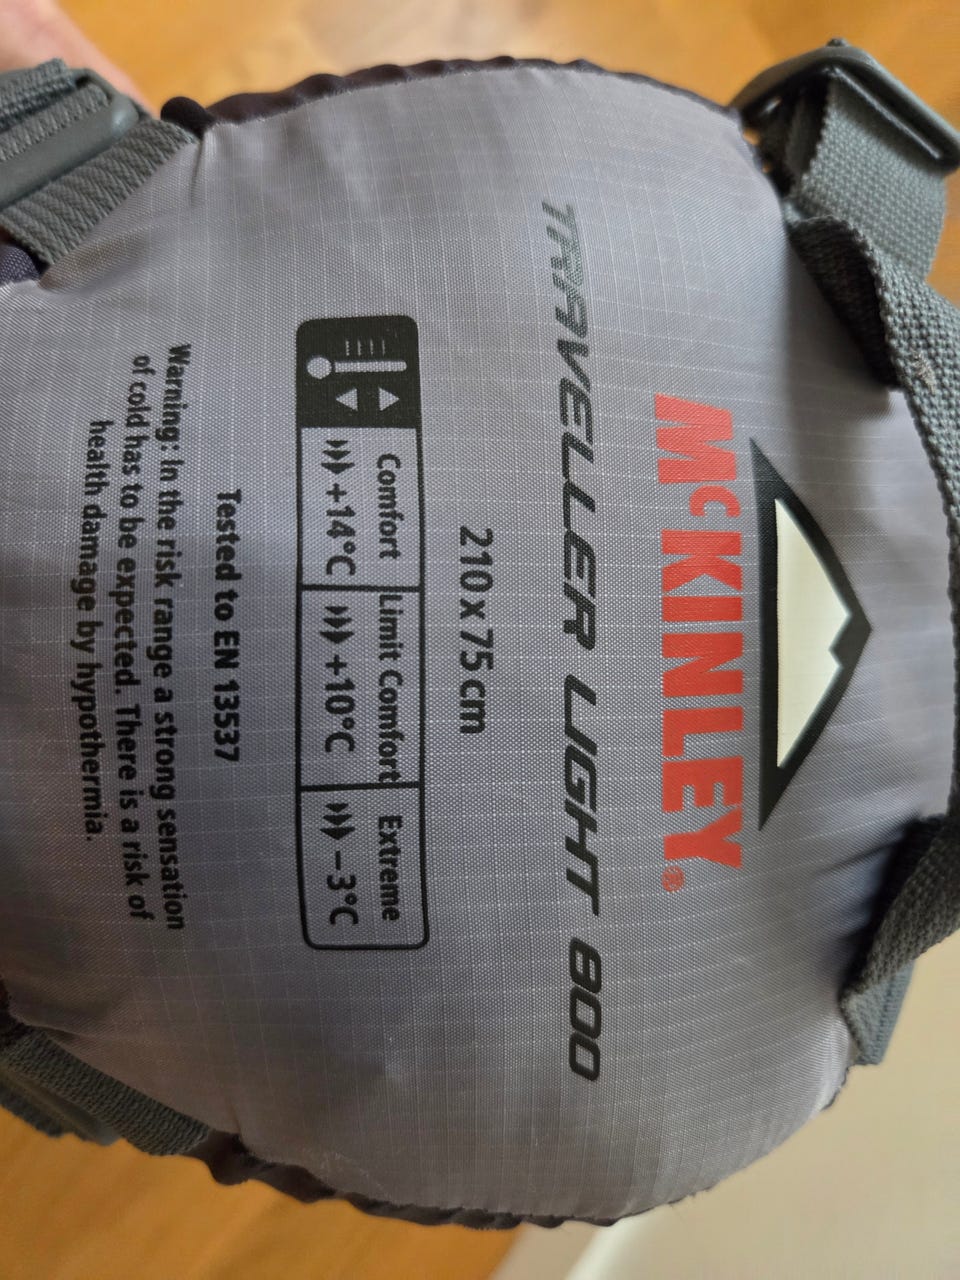 McKINLEY®
TRAVELLER LIGHT 800
210 x 75 cm
Comfort Limit Comfort Extreme
+14°C +10°C -3°C
Tested to EN 13537
Warning: In the risk range a strong sensation
of cold has to be expected. There is a risk of
health damage by hypothermia.